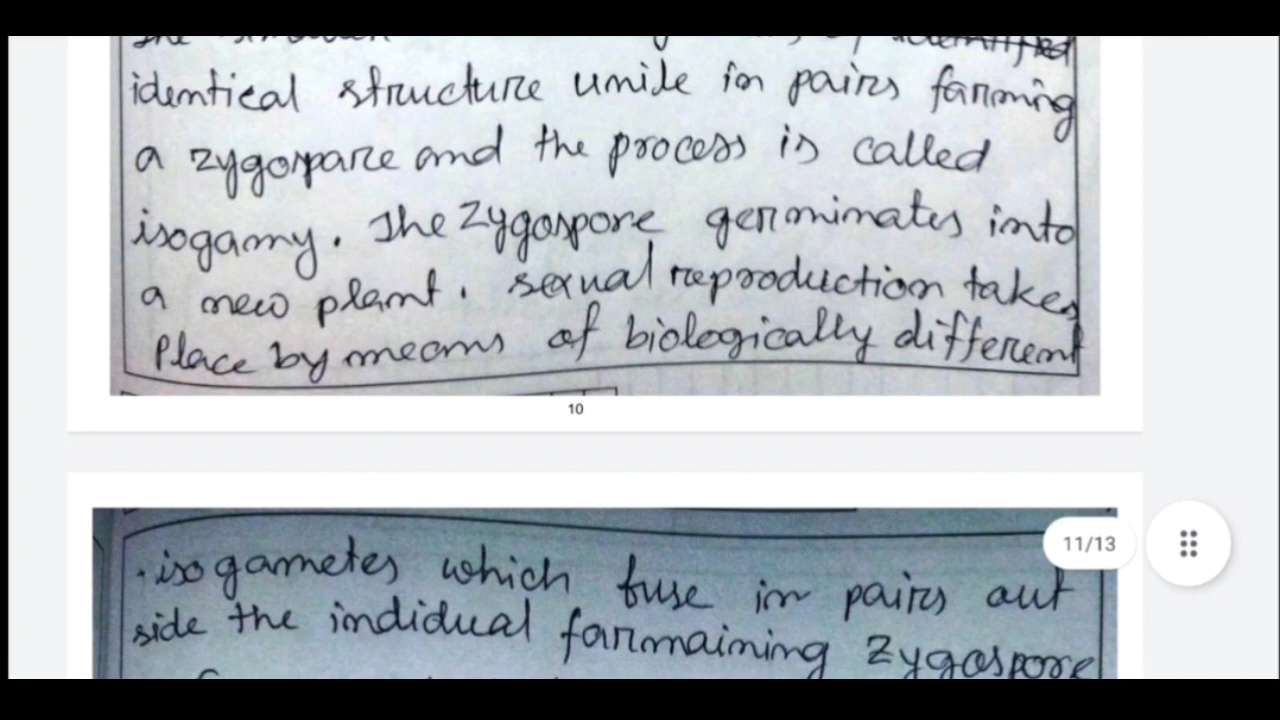 The
identical structure unite in pairs farming
a zygospare and the process is called
isogamy. The Zygospore germinates into
a new plant. sexual reproduction takes
Place by means of biologically different
10
11/13
isogametes which fuse in pairs out
side the indidual farmaining Zygospore